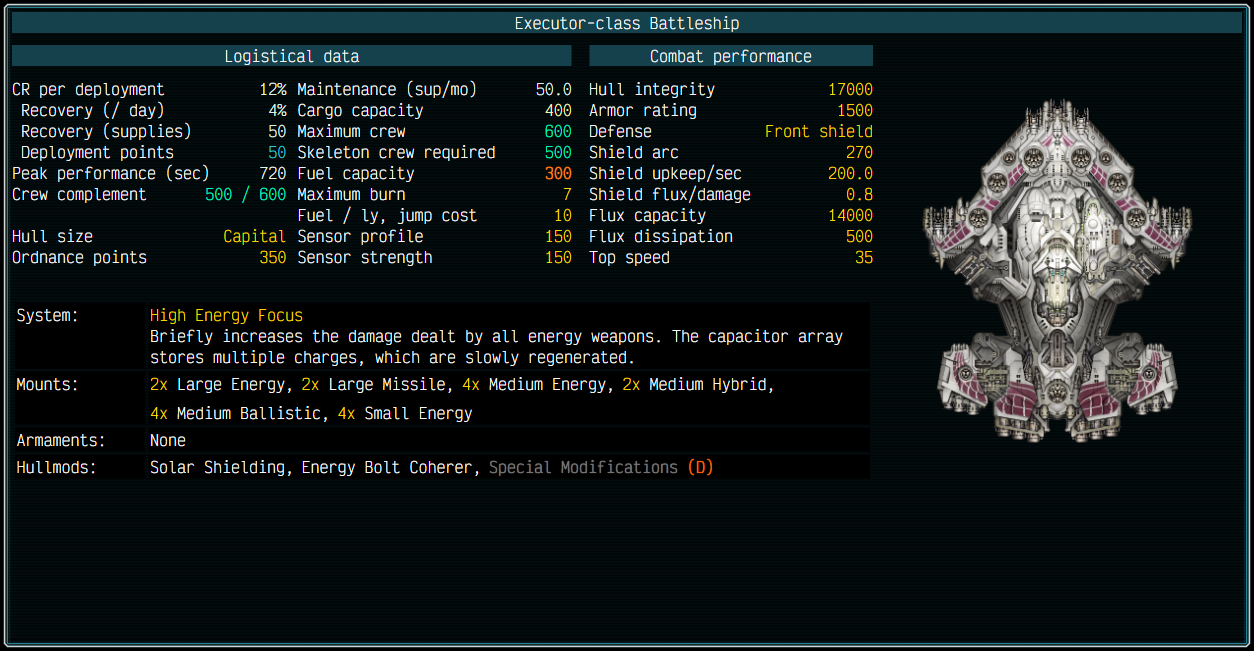 Executor-class Battleship
Logistical data Combat performance
CR per deployment 12% Maintenance (sup/mo) 50.0 Hull integrity 17000
Recovery (/ day) 4% Cargo capacity 400 Armor rating 1500
Recovery (supplies) 50 Maximum crew 600 Defense Front shield
Deployment points 50 Skeleton crew required 500 Shield arc 270
Peak performance (sec) 720 Fuel capacity 300 Shield upkeep/sec 200.0
Crew complement 500 / 600 Maximum burn 7 Shield flux/damage 0.8
Fuel / ly, jump cost 10 Flux capacity 14000
Hull size Capital Sensor profile 150 Flux dissipation 500
Ordnance points 350 Sensor strength 150 Top speed 35
System: High Energy Focus
Briefly increases the damage dealt by all energy weapons. The capacitor array
stores multiple charges, which are slowly regenerated.
Mounts: 2x Large Energy, 2x Large Missile, 4x Medium Energy, 2x Medium Hybrid,
4x Medium Ballistic, 4x Small Energy
Armaments: None
Hullmods: Solar Shielding, Energy Bolt Coherer, Special Modifications (D)